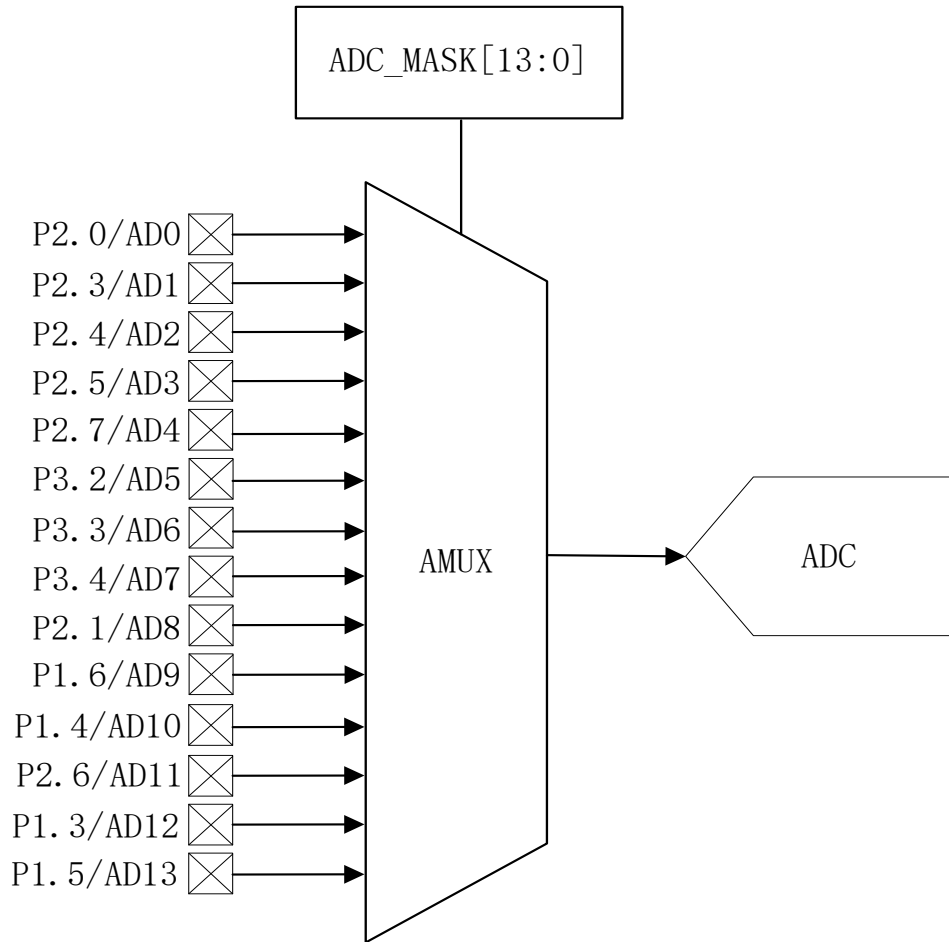 ADC_MASK[13:0]
P2.0/AD0
P2.3/AD1
P2.4/AD2
P2.5/AD3
P2.7/AD4
P3.2/AD5
P3.3/AD6
P3.4/AD7
P2.1/AD8
P1.6/AD9
P1.4/AD10
P2.6/AD11
P1.3/AD12
P1.5/AD13
AMUX
ADC